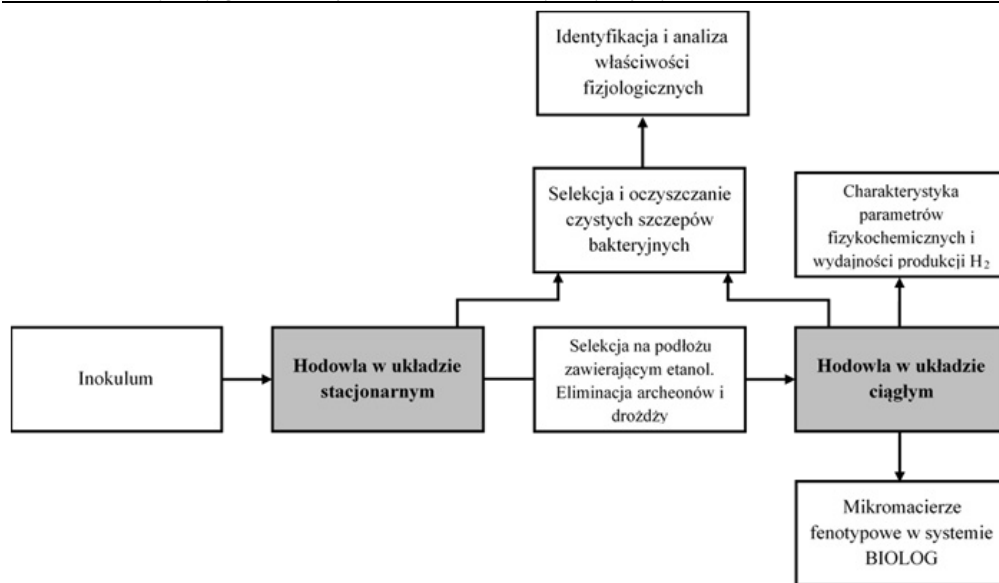 Identyfikacja i analiza
właściwości
fizjologicznych
Selekcja i oczyszczanie
czystych szczepów
bakteryjnych
Charakterystyka
parametrów
fizykochemicznych i
wydajności produkcji H₂
Inokulum
Hodowla w układzie
stacjonarnym
Selekcja na podłożu
zawierającym etanol.
Eliminacja archeonów i
drożdży
Hodowla w układzie
ciągłym
Mikromacierze
fenotypowe w systemie
BIOLOG